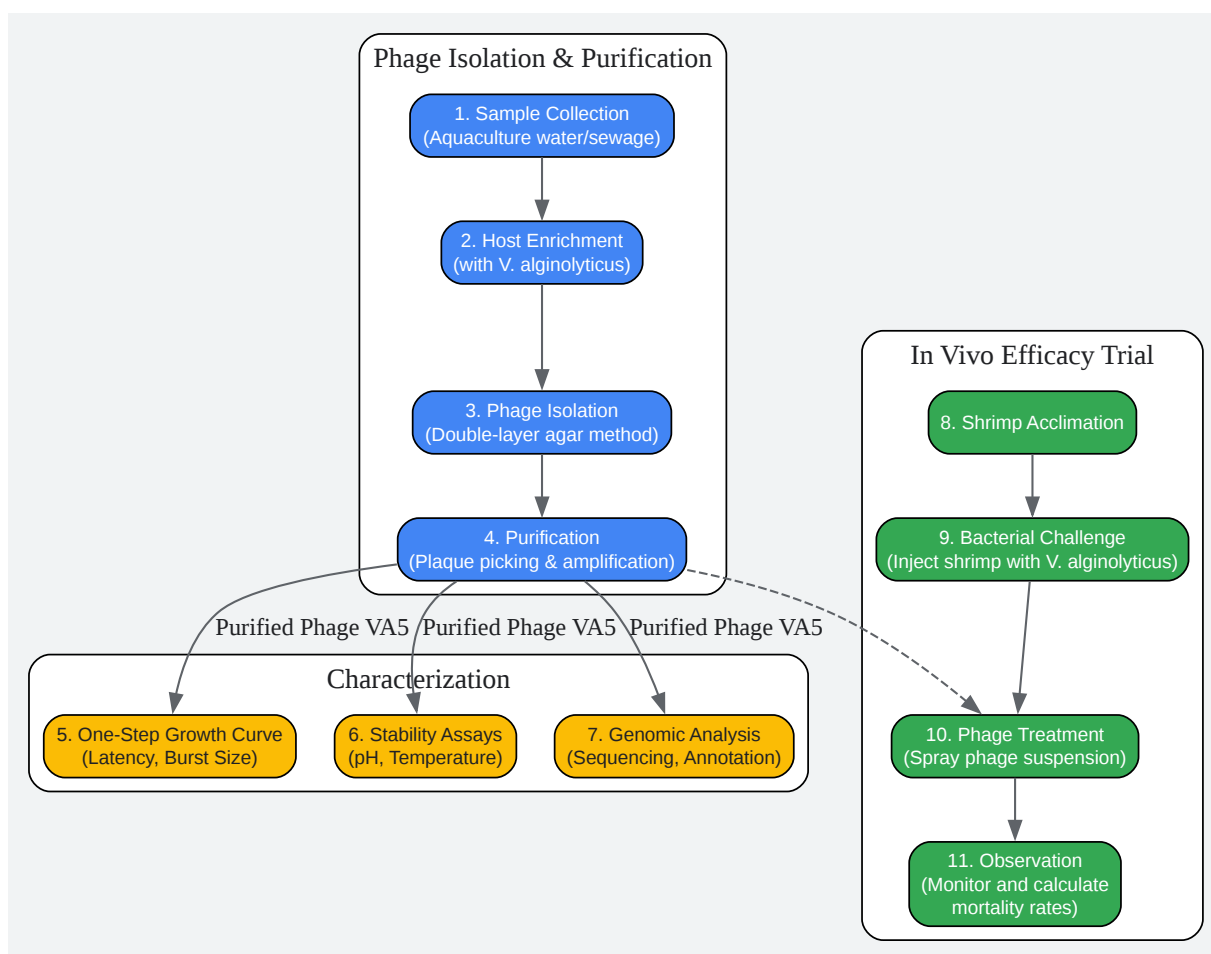 Phage Isolation & Purification
1. Sample Collection
(Aquaculture water/sewage)
2. Host Enrichment
(with V. alginolyticus)
3. Phage Isolation
(Double-layer agar method)
4. Purification
(Plaque picking & amplification)
Purified Phage VA5
Purified Phage VA5
Purified Phage VA5
Characterization
5. One-Step Growth Curve
(Latency, Burst Size)
6. Stability Assays
(pH, Temperature)
7. Genomic Analysis
(Sequencing, Annotation)
In Vivo Efficacy Trial
8. Shrimp Acclimation
9. Bacterial Challenge
(Inject shrimp with V. alginolyticus)
10. Phage Treatment
(Spray phage suspension)
11. Observation
(Monitor and calculate
mortality rates)